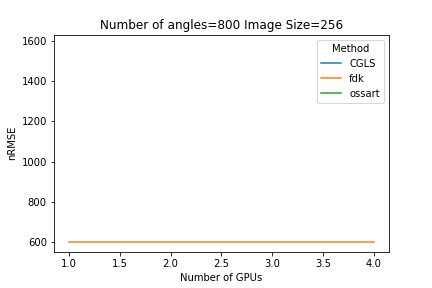 Number of angles=800 Image Size=256
1600
1400
1200
1000
800
600
nRMSE
Method
CGLS
fdk
ossart
1.0 1.5 2.0 2.5 3.0 3.5 4.0
Number of GPUs